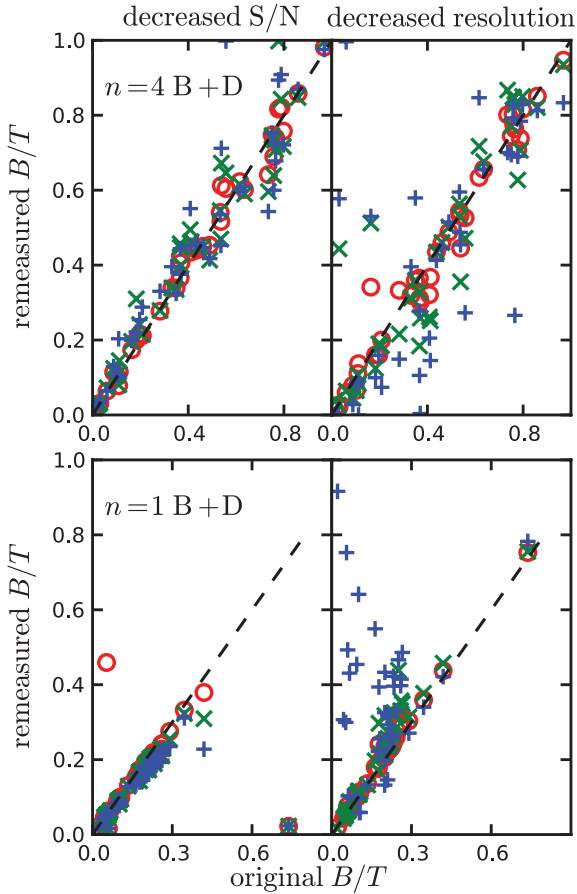 decreased S/N decreased resolution
1.0
n=4 B+D
0.8
0.6
0.4
0.2
0.0
remeasured B/T
0.0 0.4 0.8 0.0 0.4 0.8
1.0
n=1 B+D
0.8
0.6
0.4
0.2
0.0
remeasured B/T
0.0 0.3 0.6 0.0 0.3 0.6
original B/T